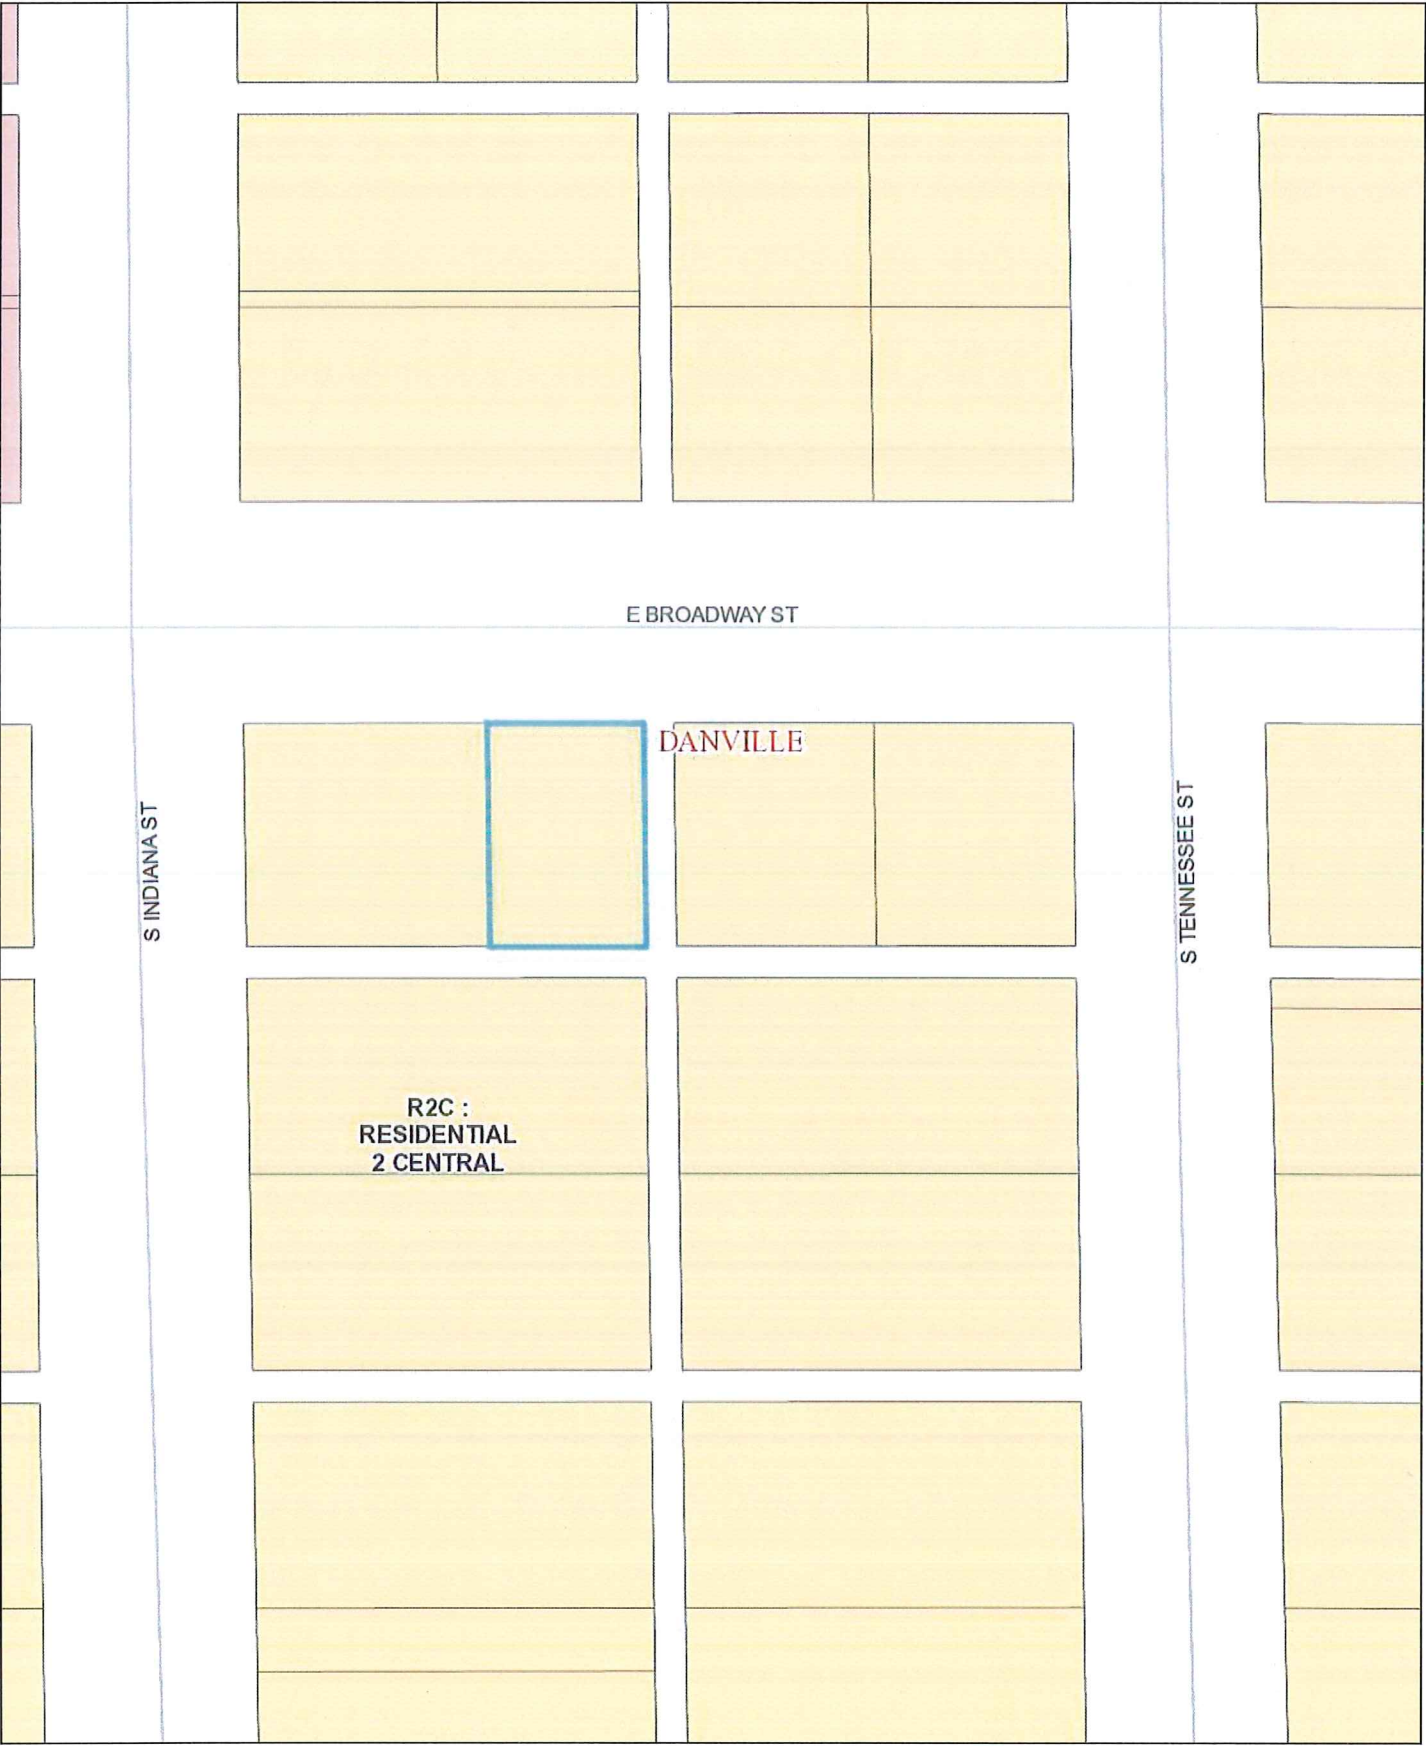 E BROADWAY ST
DANVILLE
S INDIANA ST
S TENNESSEE ST
R2C :
RESIDENTIAL
2 CENTRAL